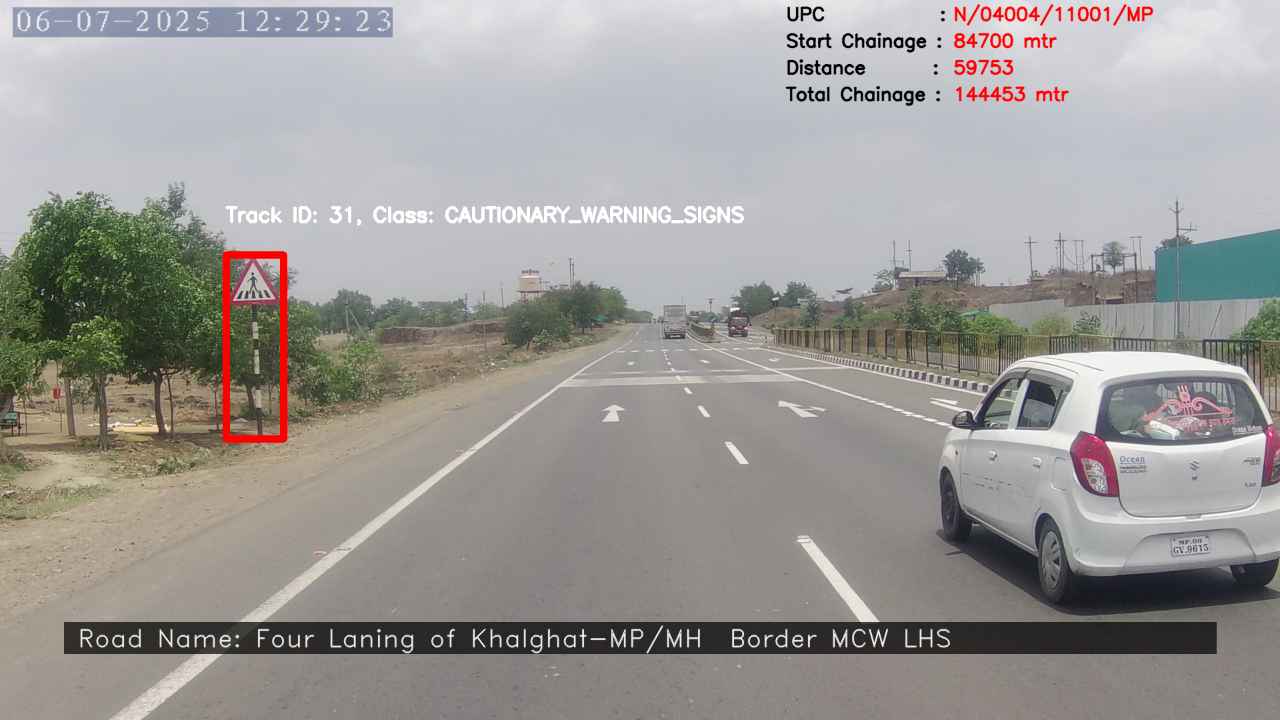 06-07-2025 12:29:23
UPC : N/04004/11001/MP
Start Chainage : 84700 mtr
Distance : 59753
Total Chainage : 144453 mtr
Track ID: 31, Class: CAUTIONARY_WARNING_SIGNS
Ocean
MP.09
GV.9615
Road Name: Four Laning of Khalghat-MP/MH Border MCW LHS